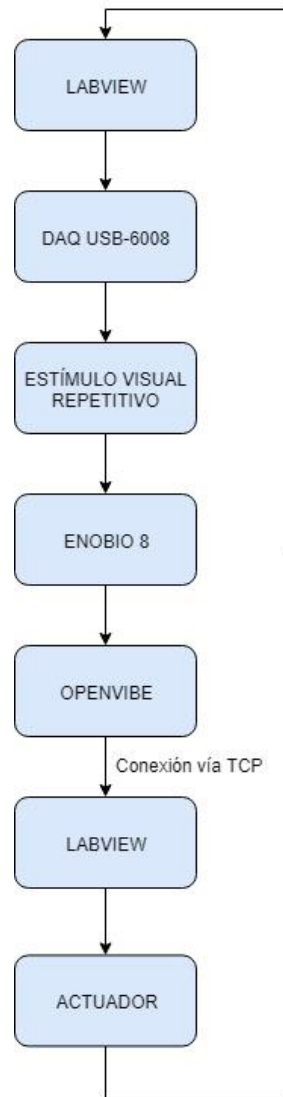 LABVIEW
DAQ USB-6008
ESTÍMULO VISUAL
REPETITIVO
ENOBIO 8
OPENVIBE
Conexión vía TCP
LABVIEW
ACTUADOR